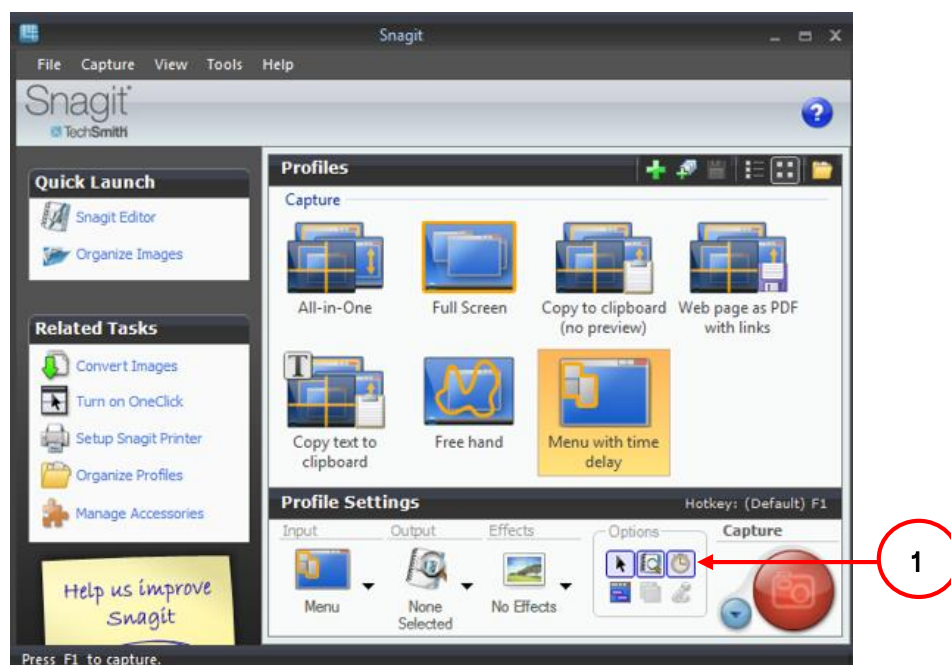 Snagit
File Capture View Tools Help
Snagit
TechSmith
?
Quick Launch
Snagit Editor
Organize Images
Related Tasks
Convert Images
Turn on OneClick
Setup Snagit Printer
Organize Profiles
Manage Accessories
Help us improve
Snagit
Profiles
Capture
All-in-One
Full Screen
Copy to clipboard
(no preview)
Web page as PDF
with links
T
Copy text to
clipboard
Free hand
Menu with time
delay
Profile Settings
Hotkey: (Default) F1
Input
Output
Effects
Options
Capture
Menu
None
Selected
No Effects
1
Press F1 to capture.